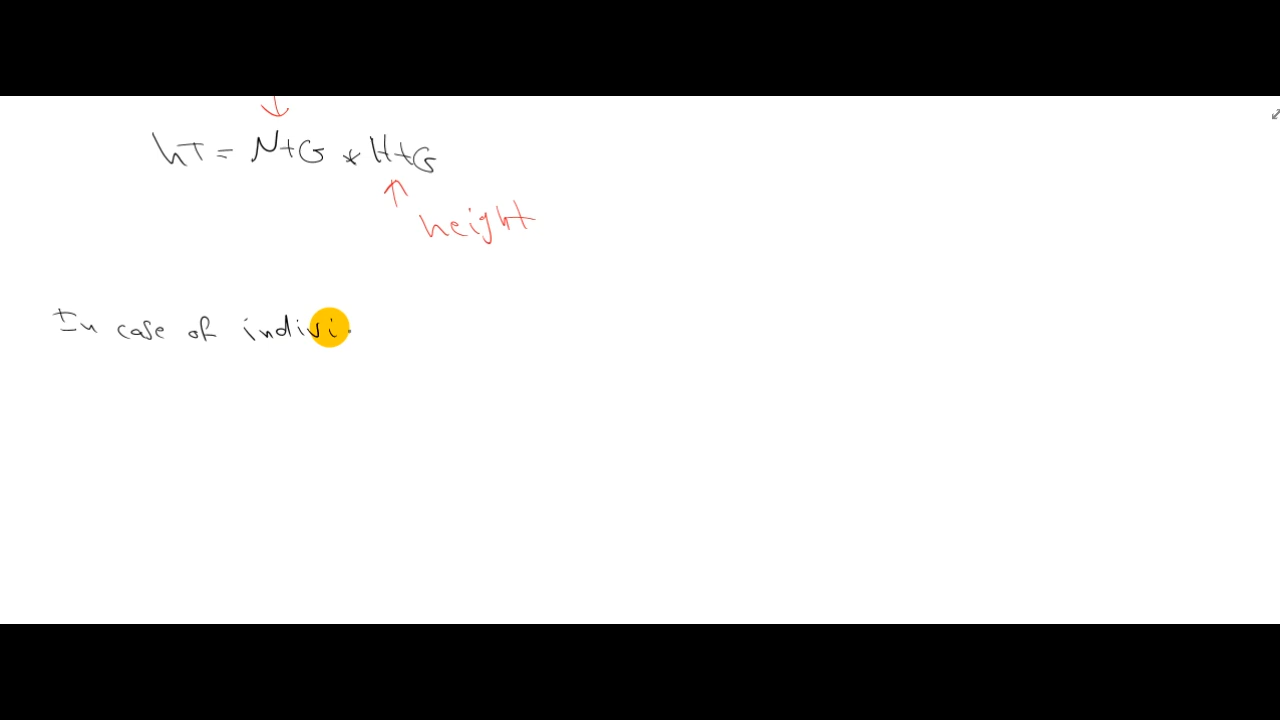 hT = NTG * HTG
height
In case of indivi